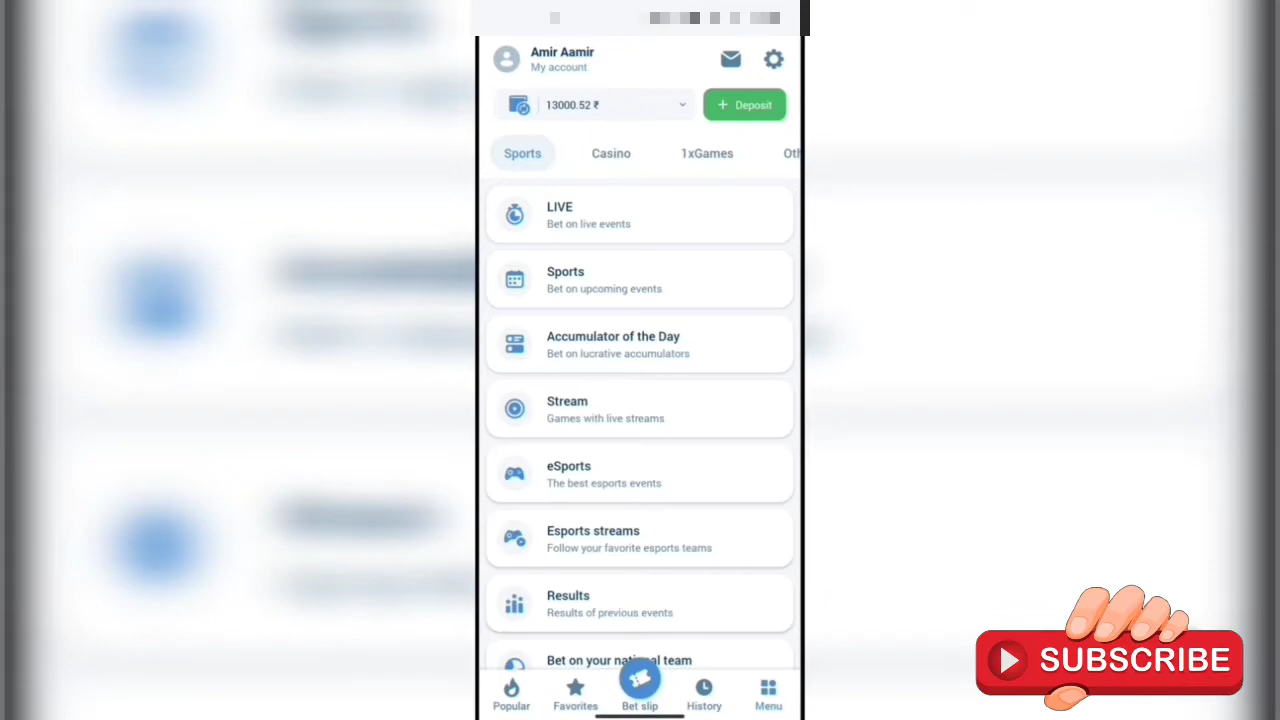 Amir Aamir
My account
13000.52 ₹
+ Deposit
Sports Casino 1xGames
LIVE
Bet on live events
Sports
Bet on upcoming events
Accumulator of the Day
Bet on lucrative accumulators
Stream
Games with live streams
eSports
The best esports events
Esports streams
Follow your favorite esports teams
Results
Results of previous events
Bet on your national team
Popular Favorites Bet slip History Menu
SUBSCRIBE